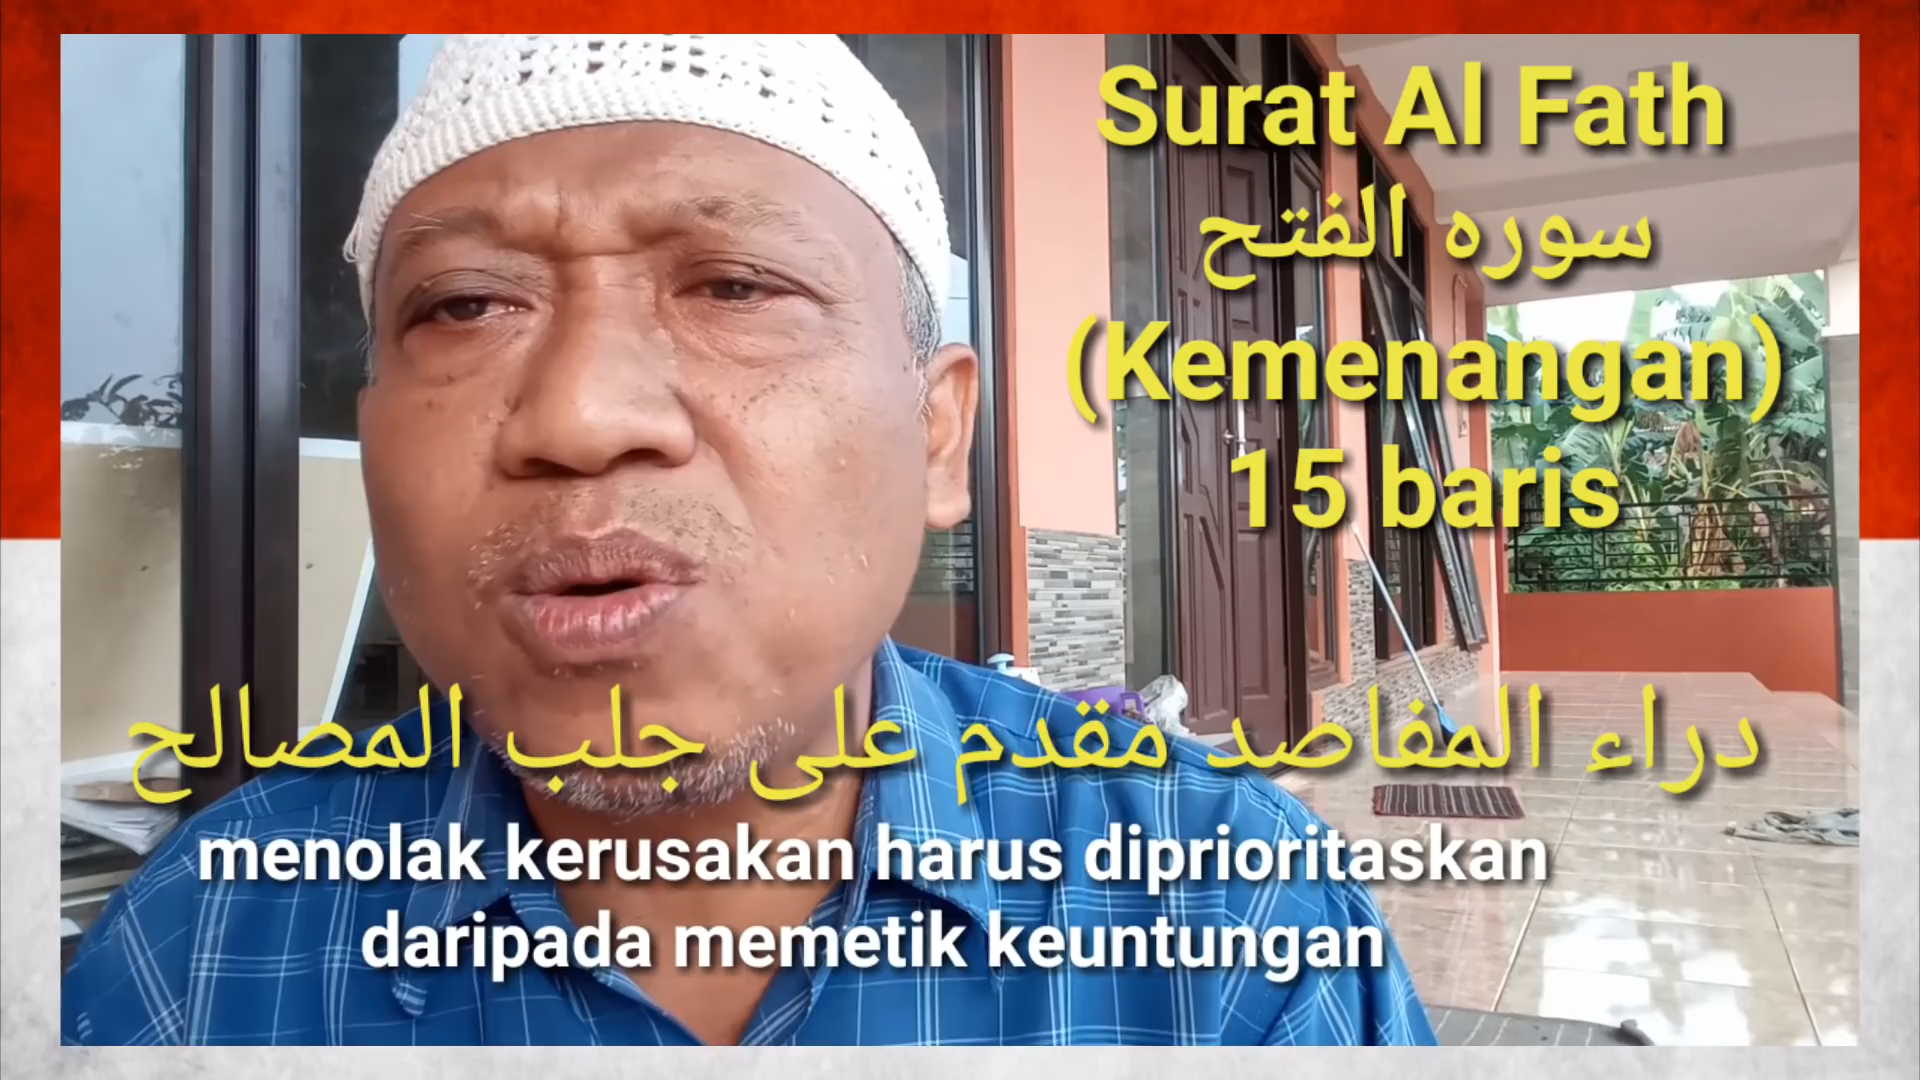 Surat Al Fath
سوره الفتح
(Kemenangan)
15 baris
دراء المفاصد مقدم على جلب المصالح
menolak kerusakan harus diprioritaskan
daripada memetik keuntungan